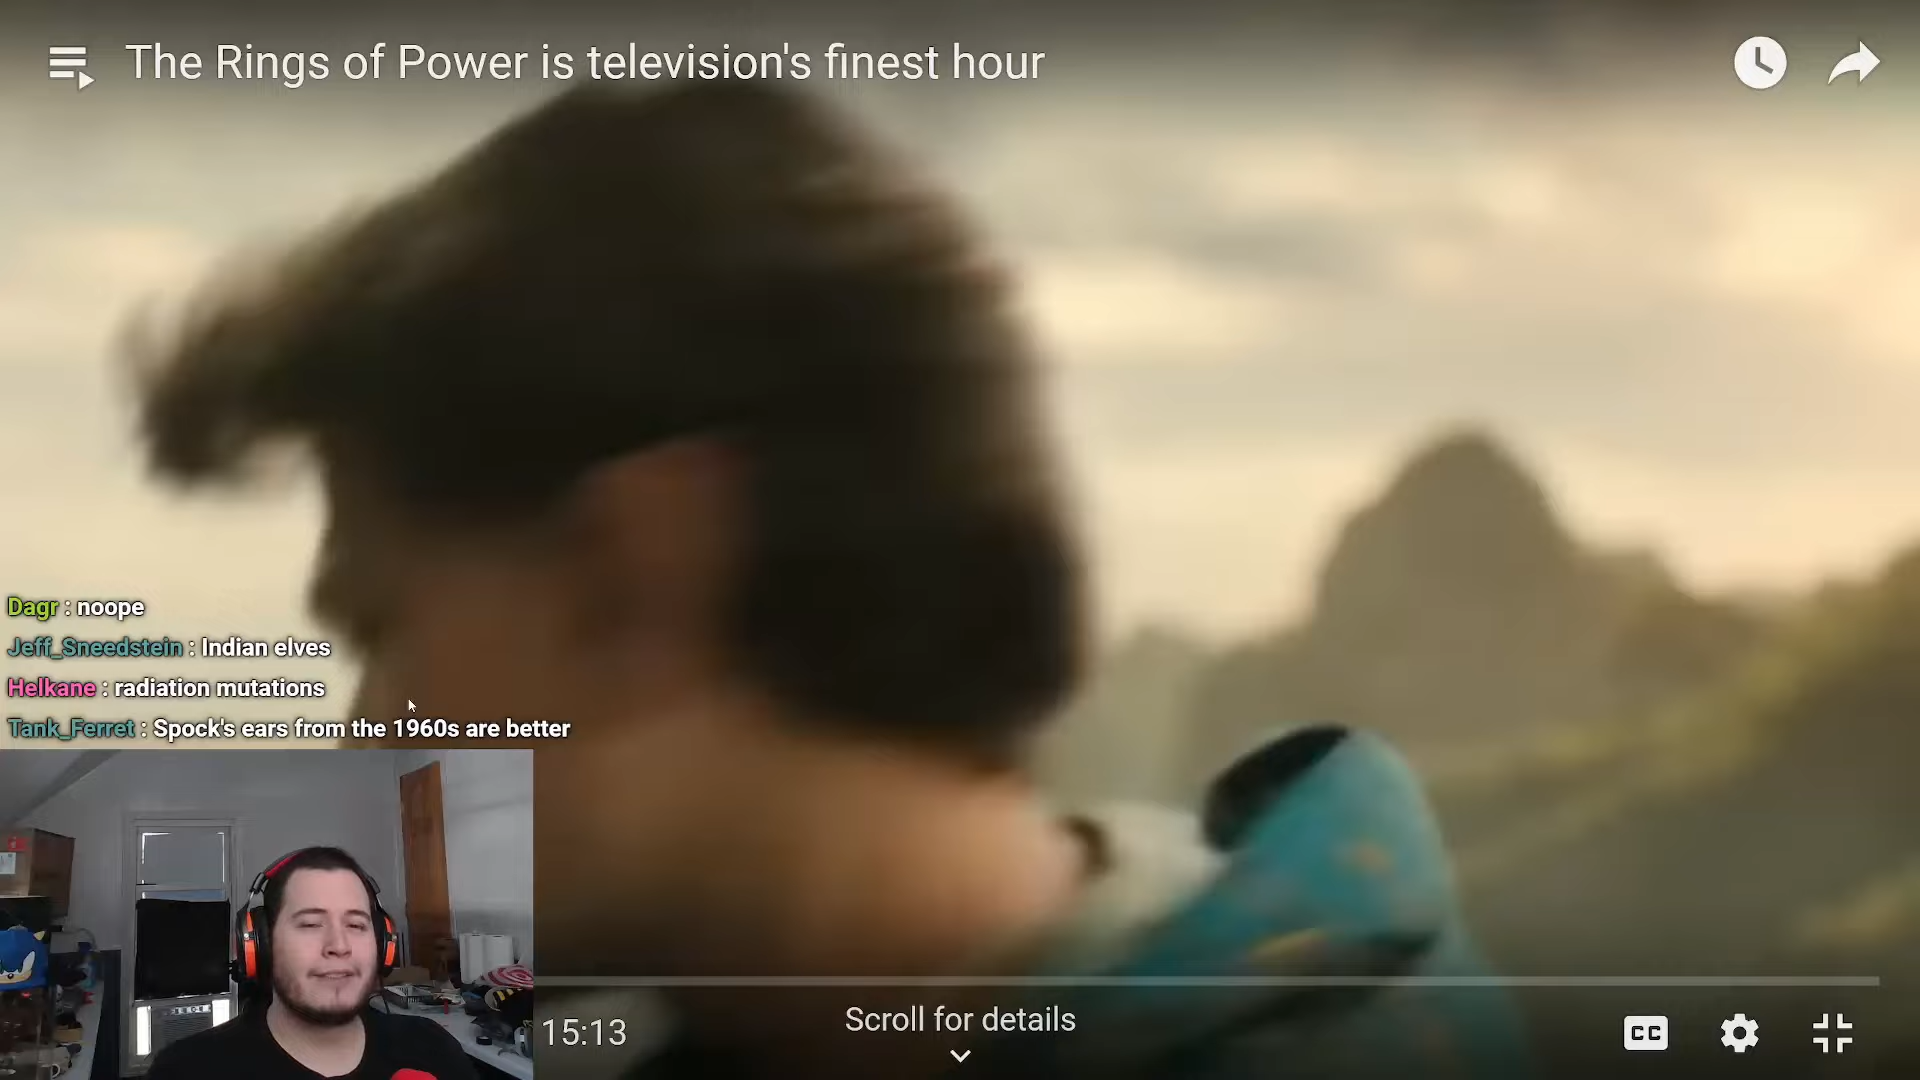 The Rings of Power is television's finest hour
Dagr : noope
Jeff_Sneedstein : Indian elves
Helkane : radiation mutations
Tank_Ferret : Spock's ears from the 1960s are better
15:13
Scroll for details
CC